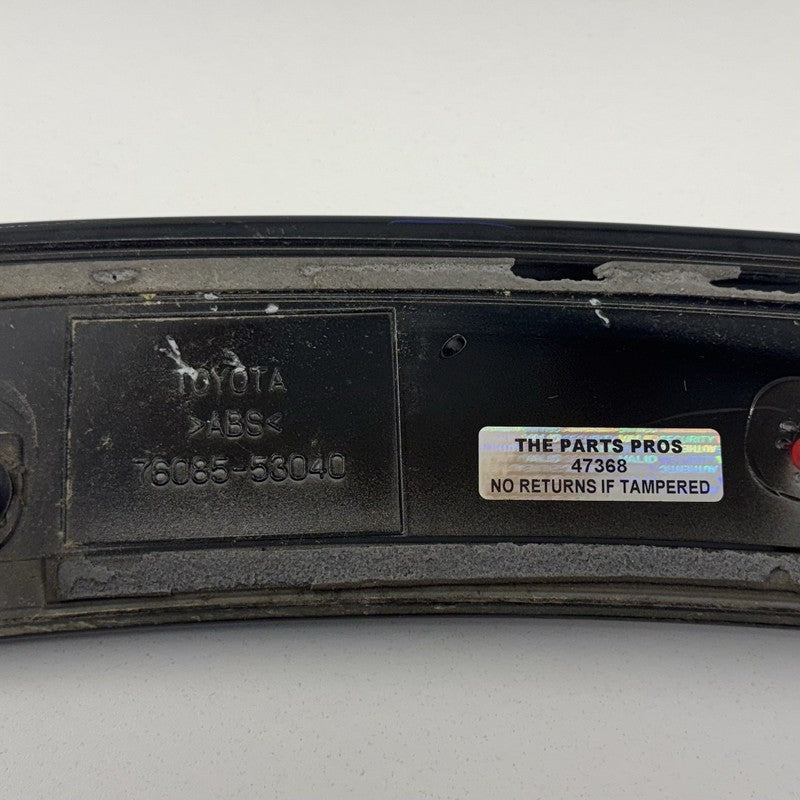 TOYOTA
>ABS<
76085-53040
THE PARTS PROS
47368
NO RETURNS IF TAMPERED